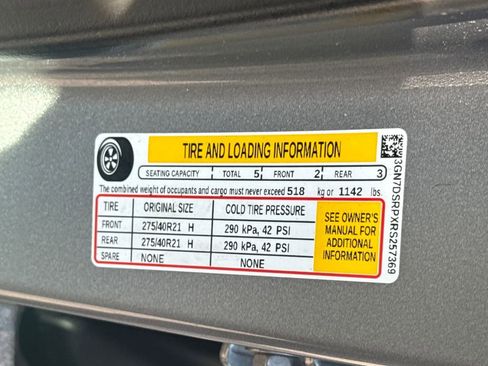 TIRE AND LOADING INFORMATION
SEATING CAPACITY TOTAL 5 FRONT 2 REAR 3
The combined weight of occupants and cargo must never exceed 518 kg or 1142 lbs.
TIRE ORIGINAL SIZE COLD TIRE PRESSURE
FRONT 275/40R21 H 290 kPa, 42 PSI
REAR 275/40R21 H 290 kPa, 42 PSI
SPARE NONE NONE
SEE OWNER'S
MANUAL FOR
ADDITIONAL
INFORMATION
3GN7DSRPXRS257369